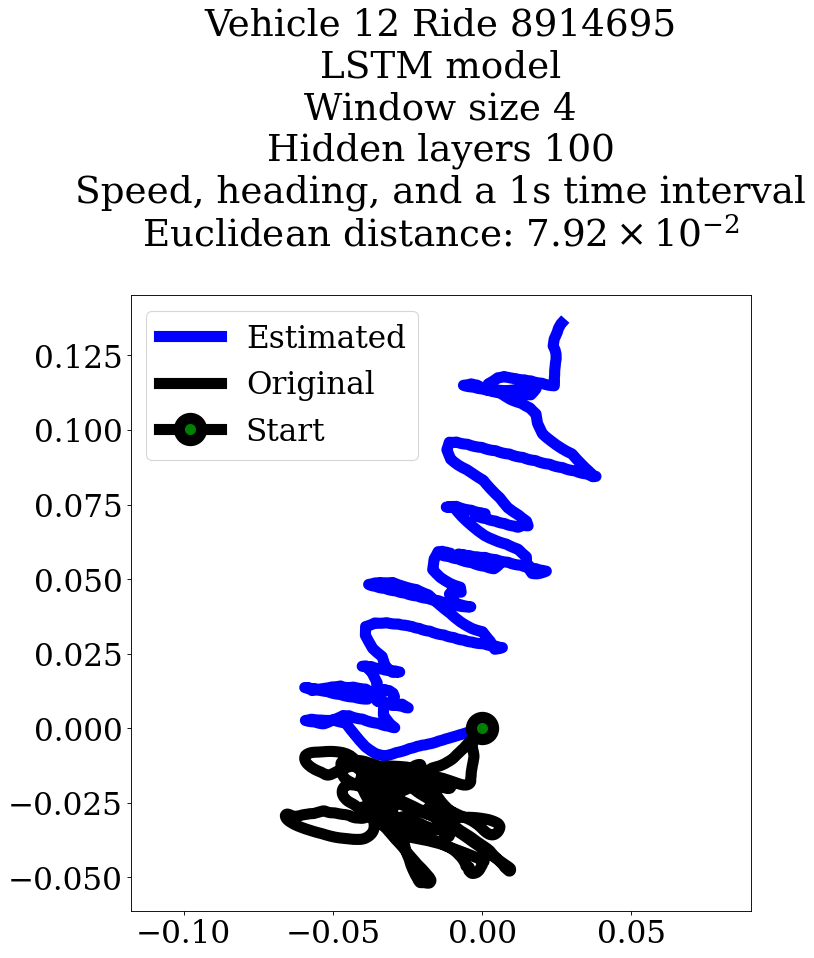 Vehicle 12 Ride 8914695
LSTM model
Window size 4
Hidden layers 100
Speed, heading, and a 1s time interval
Euclidean distance: 7.92 × 10⁻²
Estimated
Original
Start
0.125
0.100
0.075
0.050
0.025
0.000
−0.025
−0.050
−0.10 −0.05 0.00 0.05